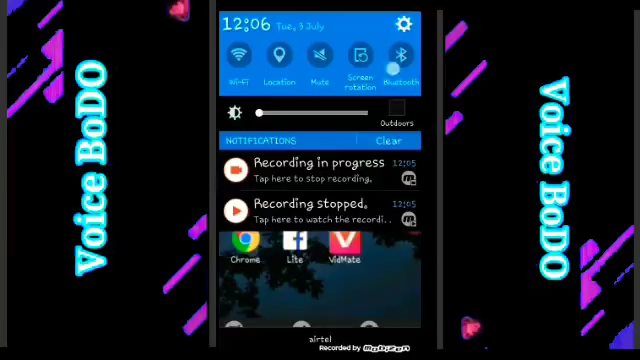 Voice BoDO
12:06 Tue, 3 July
Wi-Fi Location Mute Screen rotation Bluetooth
Outdoors
NOTIFICATIONS Clear
Recording in progress 12:05
Tap here to stop recording.
Recording stopped. 12:05
Tap here to watch the recordi..
Chrome Lite VidMate
airtel
Recorded by Mobizen
Voice BoDO